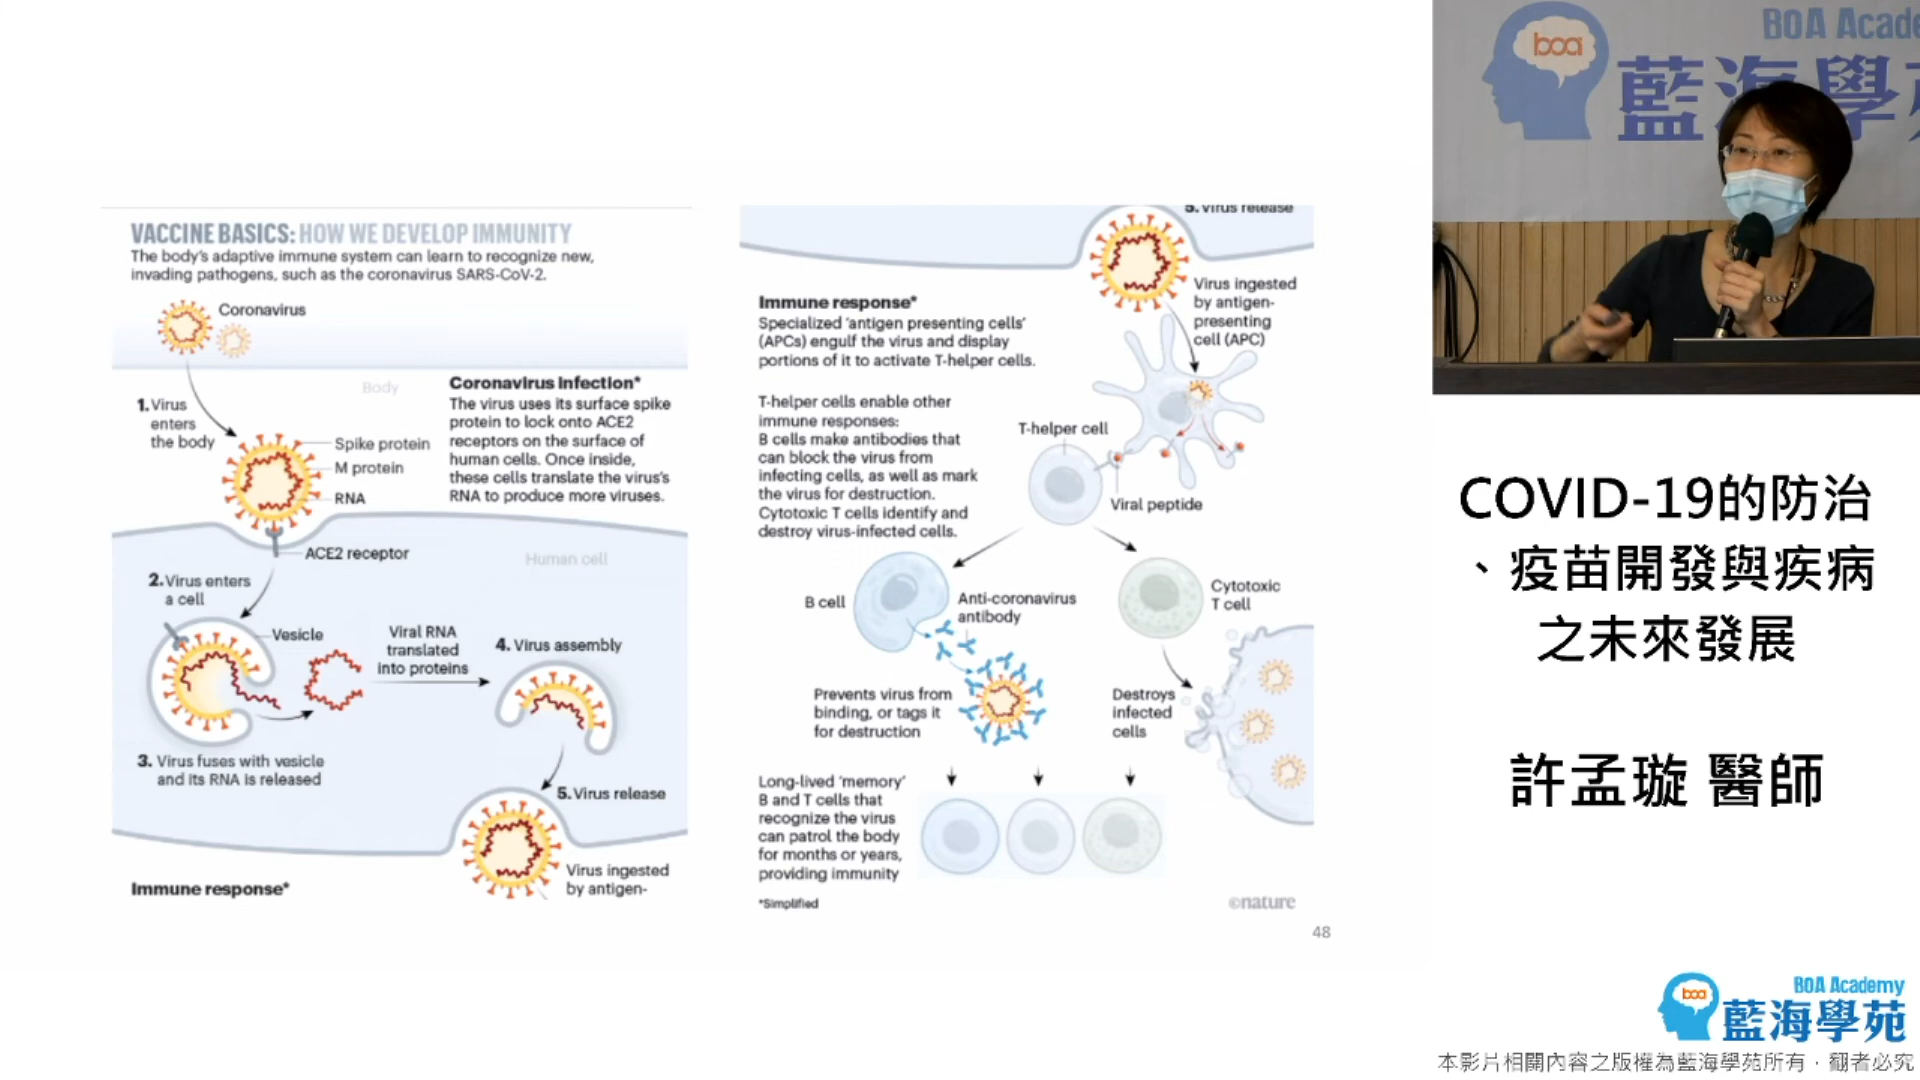 VACCINE BASICS: HOW WE DEVELOP IMMUNITY
The body's adaptive immune system can learn to recognize new,
invading pathogens, such as the coronavirus SARS-CoV-2.
Coronavirus
Body
1. Virus
enters
the body
Coronavirus infection*
The virus uses its surface spike
protein to lock onto ACE2
receptors on the surface of
human cells. Once inside,
these cells translate the virus's
RNA to produce more viruses.
Spike protein
M protein
RNA
ACE2 receptor
Human cell
2. Virus enters
a cell
Vesicle
Viral RNA
translated
into proteins
4. Virus assembly
3. Virus fuses with vesicle
and its RNA is released
5. Virus release
Virus ingested
by antigen-
Immune response*
5. Virus release
Virus ingested
by antigen-
presenting
cell (APC)
Immune response*
Specialized 'antigen presenting cells'
(APCs) engulf the virus and display
portions of it to activate T-helper cells.
T-helper cells enable other
immune responses:
B cells make antibodies that
can block the virus from
infecting cells, as well as mark
the virus for destruction.
Cytotoxic T cells identify and
destroy virus-infected cells.
T-helper cell
Viral peptide
B cell
Anti-coronavirus
antibody
Cytotoxic
T cell
Prevents virus from
binding, or tags it
for destruction
Destroys
infected
cells
Long-lived 'memory'
B and T cells that
recognize the virus
can patrol the body
for months or years,
providing immunity
*Simplified
©nature
48
BOA Acade
boa
藍海學
COVID-19的防治
、疫苗開發與疾病
之未來發展
許孟璇 醫師
boa
BOA Academy
藍海學苑
本影片相關內容之版權為藍海學苑所有，翻者必究